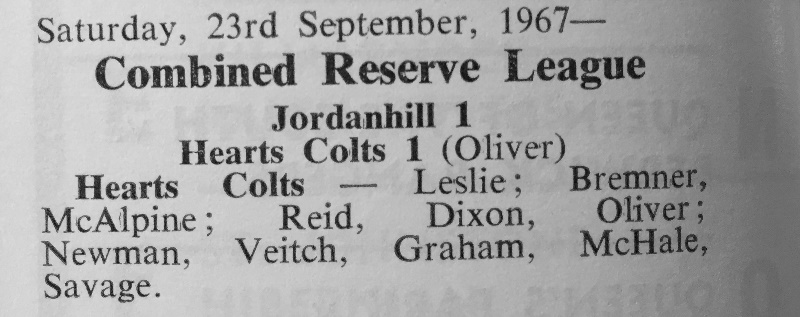 Saturday, 23rd September, 1967—
Combined Reserve League
Jordanhill 1
Hearts Colts 1 (Oliver)
Hearts Colts — Leslie; Bremner,
McAlpine; Reid, Dixon, Oliver;
Newman, Veitch, Graham, McHale,
Savage.